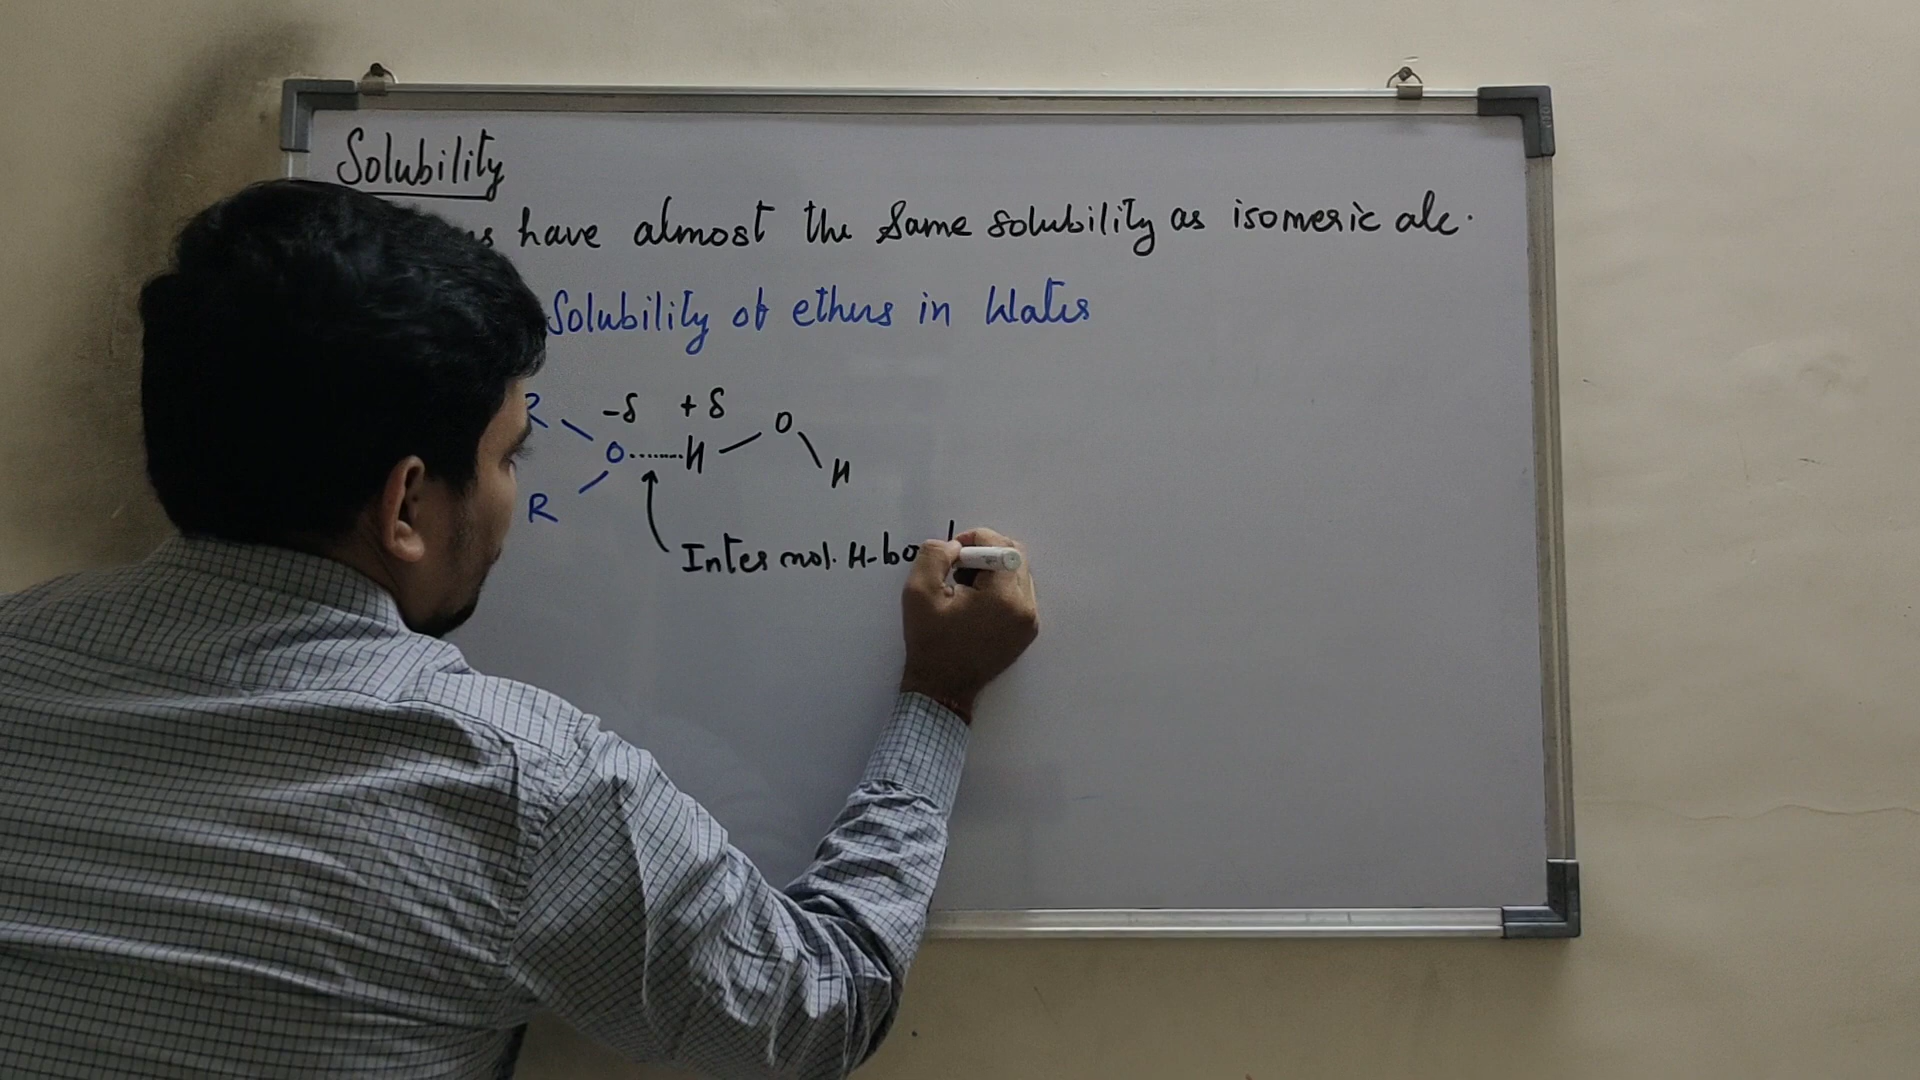 Solubility
have almost the same solubility as isomeric alc.
Solubility of ethers in Water
R -δ +δ O
O ....... H H
R
Inter mol. H-bo